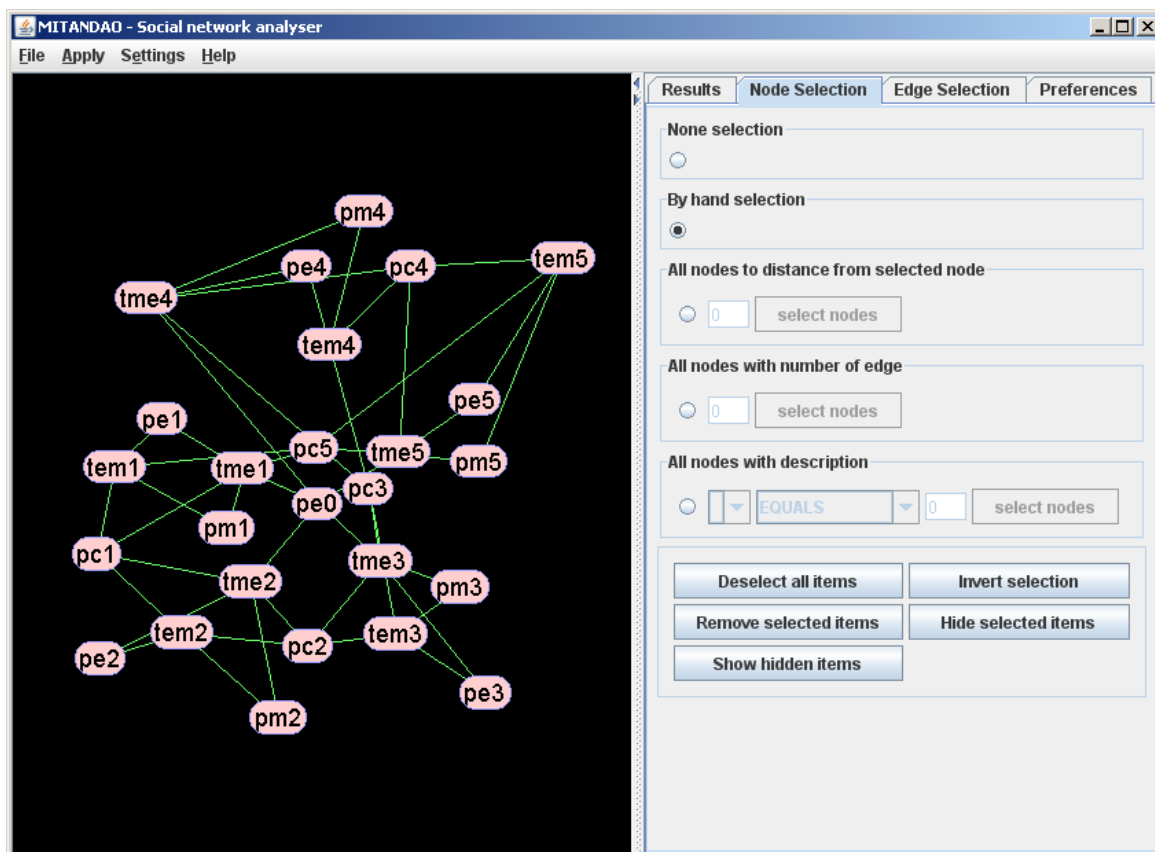 MITANDAO - Social network analyser
File Apply Settings Help
Results Node Selection Edge Selection Preferences
None selection
By hand selection
All nodes to distance from selected node
0 select nodes
All nodes with number of edge
0 select nodes
All nodes with description
EQUALS 0 select nodes
Deselect all items Invert selection
Remove selected items Hide selected items
Show hidden items
pm4
pe4 pc4 tem5
tme4
tem4
pe5
pe1
pc5 tme5
tem1 tme1 pm5
pc3
pe0
pm1
pc1 tme3
tme2 pm3
tem2 tem3
pc2
pe2
pe3
pm2